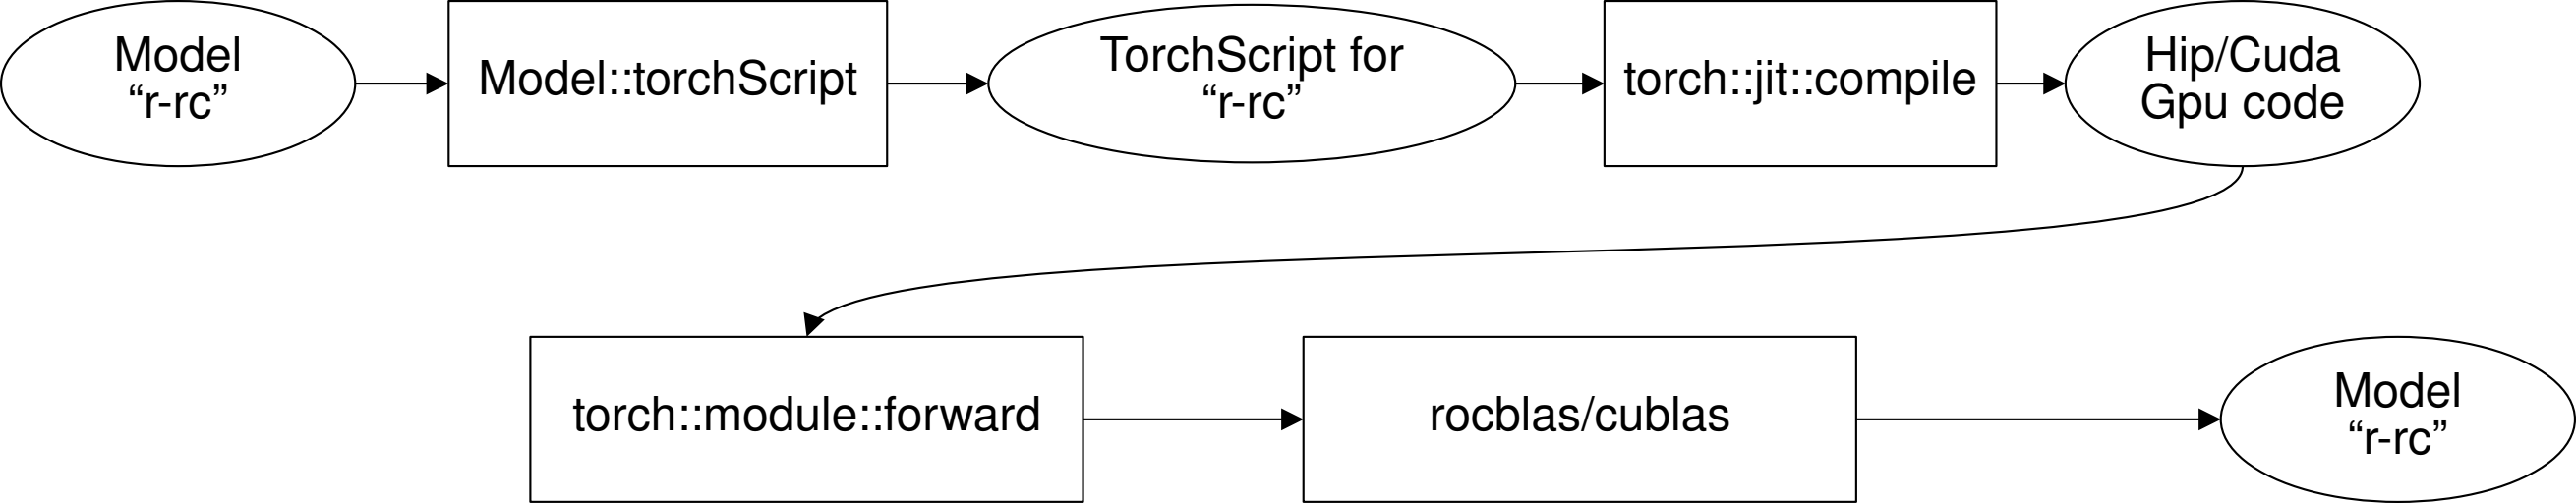 Model
“r-rc”
Model::torchScript
TorchScript for
“r-rc”
torch::jit::compile
Hip/Cuda
Gpu code
torch::module::forward
rocblas/cublas
Model
“r-rc”